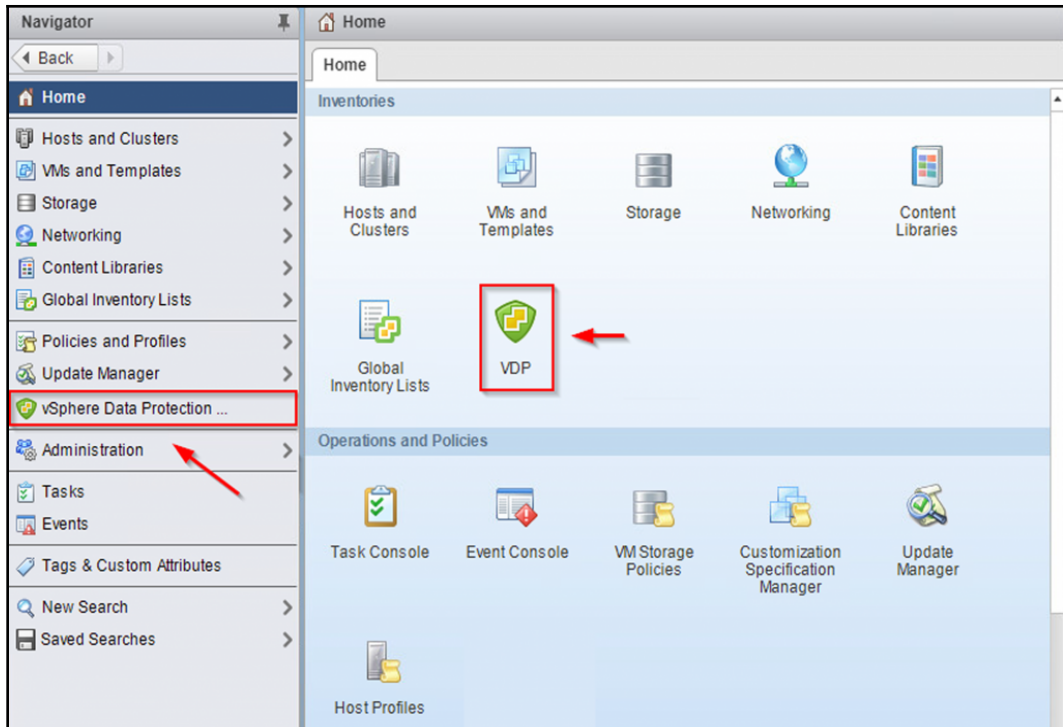 Navigator
Back
Home
Hosts and Clusters
VMs and Templates
Storage
Networking
Content Libraries
Global Inventory Lists
Policies and Profiles
Update Manager
vSphere Data Protection ...
Administration
Tasks
Events
Tags & Custom Attributes
New Search
Saved Searches
Home
Home
Inventories
Hosts and
Clusters
VMs and
Templates
Storage
Networking
Content
Libraries
Global
Inventory Lists
VDP
Operations and Policies
Task Console
Event Console
VM Storage
Policies
Customization
Specification
Manager
Update
Manager
Host Profiles